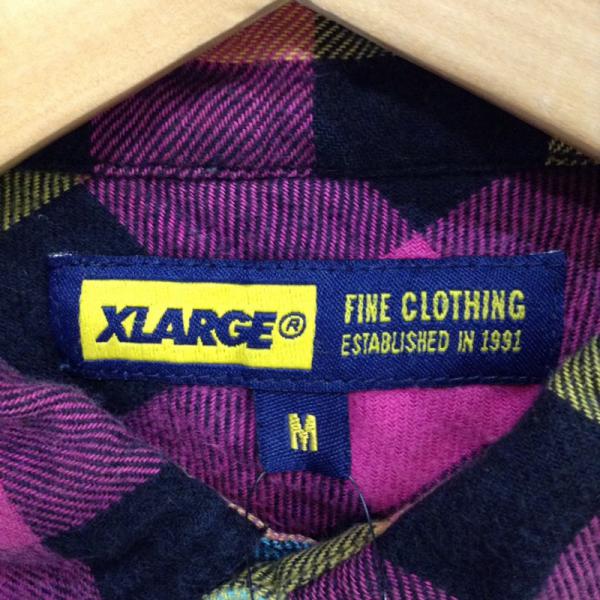 XLARGE®
FINE CLOTHING
ESTABLISHED IN 1991
M